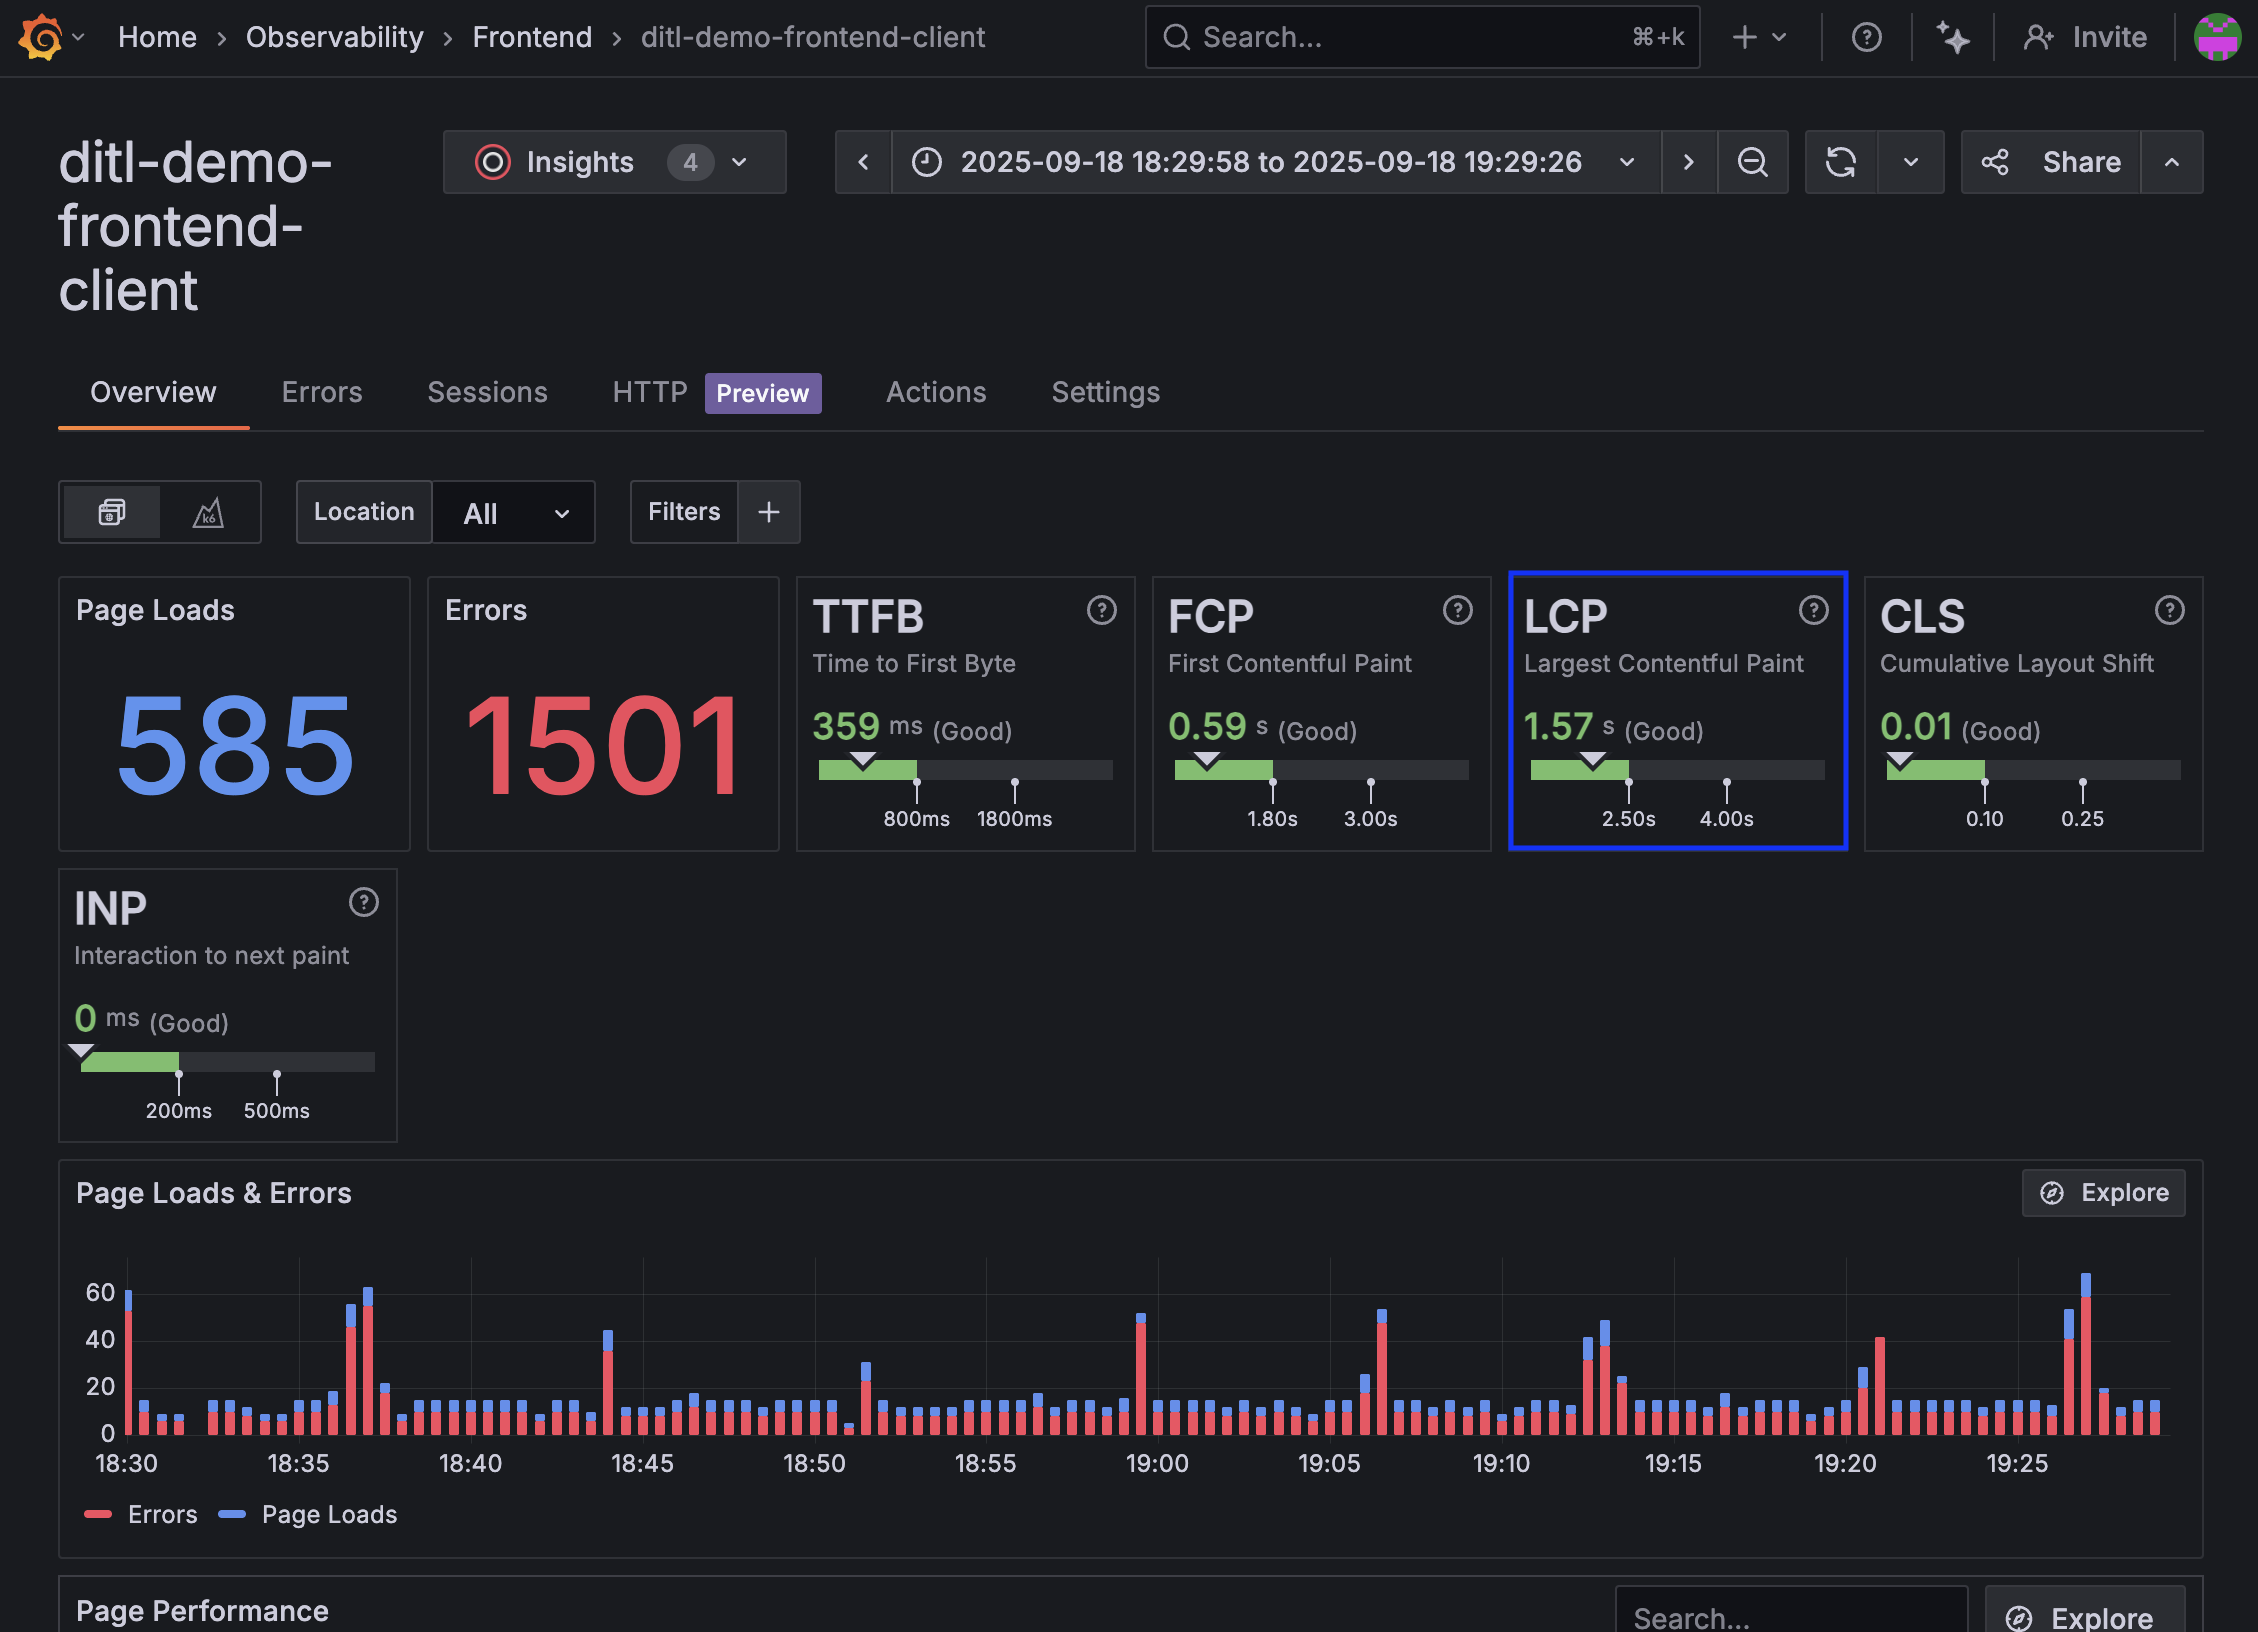 Home › Observability › Frontend › ditl-demo-frontend-client
Search... ⌘+k
Invite
ditl-demo-
frontend-
client
Insights 4
2025-09-18 18:29:58 to 2025-09-18 19:29:26
Share
Overview Errors Sessions HTTP Preview Actions Settings
k6
Location All
Filters +
Page Loads
585
Errors
1501
TTFB
Time to First Byte
359 ms (Good)
800ms 1800ms
FCP
First Contentful Paint
0.59 s (Good)
1.80s 3.00s
LCP
Largest Contentful Paint
1.57 s (Good)
2.50s 4.00s
CLS
Cumulative Layout Shift
0.01 (Good)
0.10 0.25
INP
Interaction to next paint
0 ms (Good)
200ms 500ms
Page Loads & Errors
Explore
60
40
20
0
18:30 18:35 18:40 18:45 18:50 18:55 19:00 19:05 19:10 19:15 19:20 19:25
Errors Page Loads
Page Performance
Search...
Explore